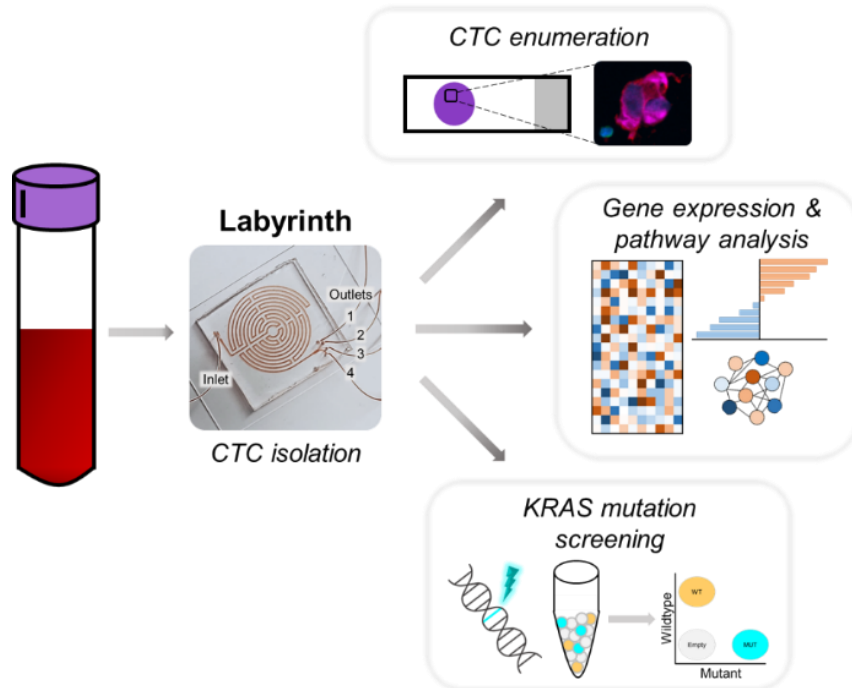 CTC enumeration
Labyrinth
Outlets
1
2
3
4
Inlet
CTC isolation
Gene expression &
pathway analysis
KRAS mutation
screening
Wildtype
WT
Empty
MUT
Mutant